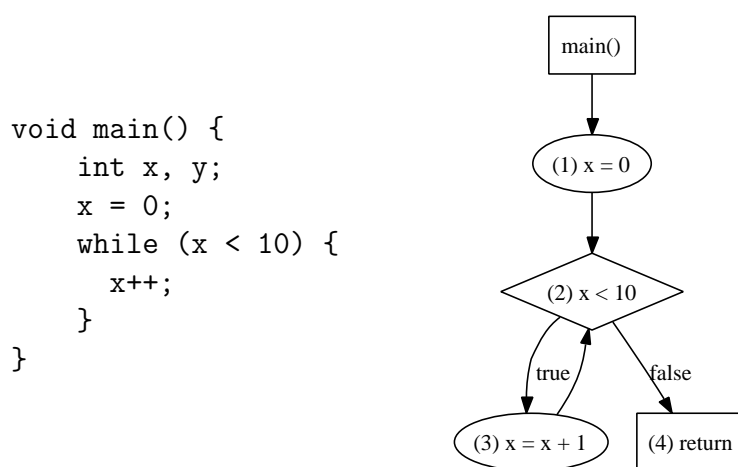 void main() {
    int x, y;
    x = 0;
    while (x < 10) {
      x++;
    }
}
main()
(1) x = 0
(2) x < 10
true
false
(3) x = x + 1
(4) return